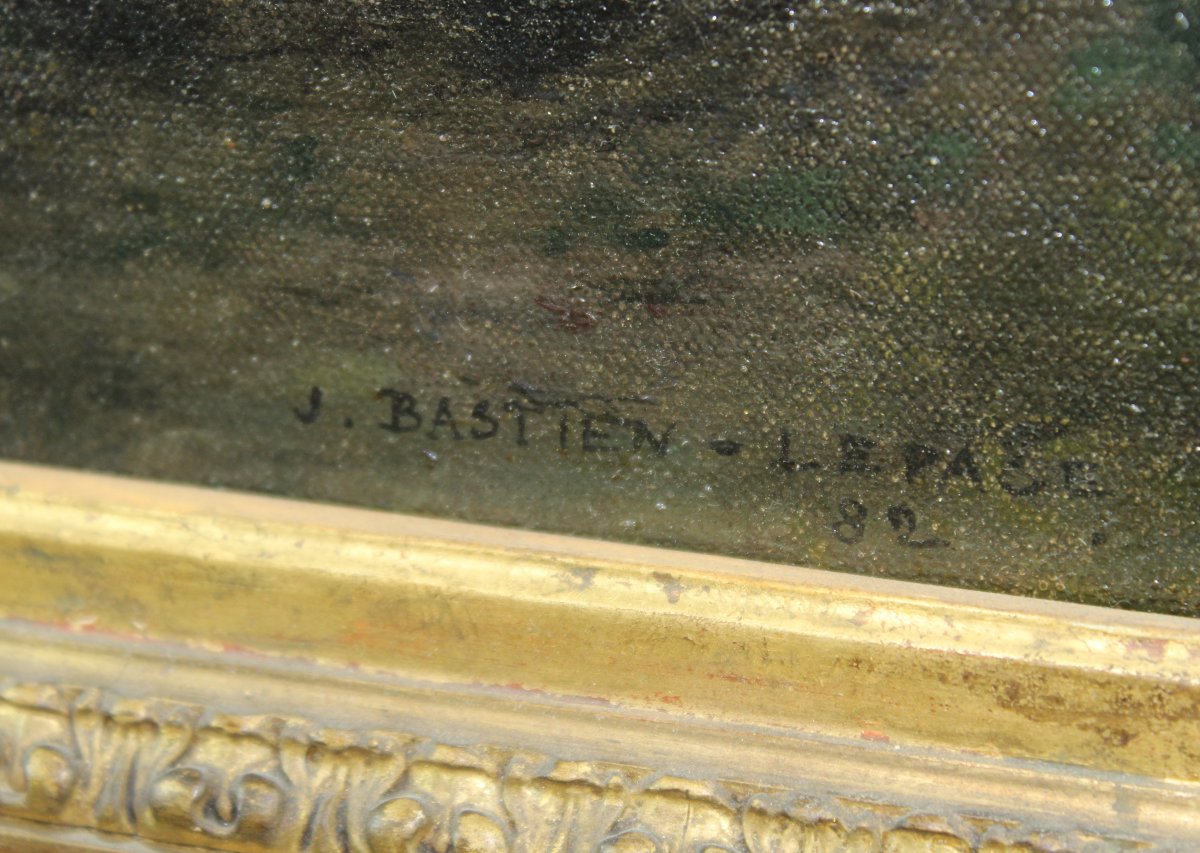 J. BASTIEN - LEPAGE
82